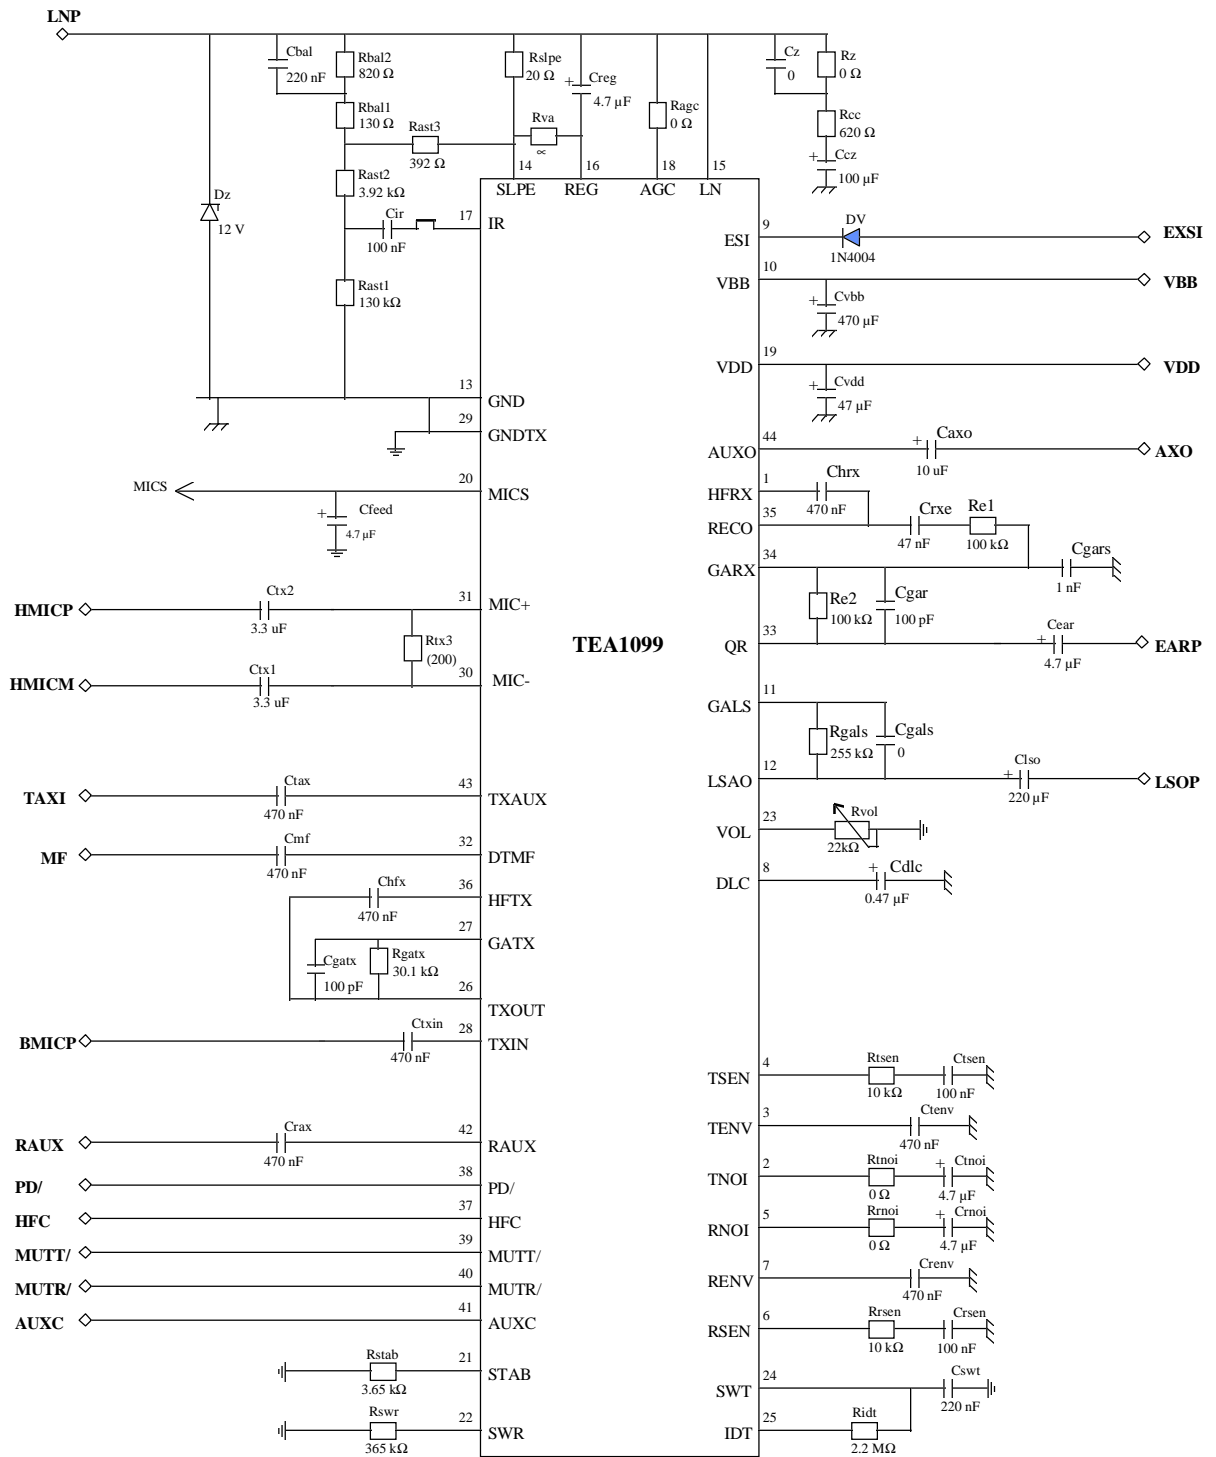 LNP
Cbal
220 nF
Rbal2
820 Ω
Rslpe
20 Ω
Creg
+
4.7 µF
Cz
0
Rz
0 Ω
Rbal1
130 Ω
Rast3
392 Ω
Rva
∝
Ragc
0 Ω
Rcc
620 Ω
+
Ccz
100 µF
14
16
18
15
SLPE
REG
AGC
LN
Rast2
3.92 kΩ
Dz
12 V
Cir
100 nF
17
IR
ESI
9
DV
1N4004
EXSI
Rast1
130 kΩ
VBB
10
+
Cvbb
470 µF
VBB
VDD
19
+
Cvdd
47 µF
VDD
13
GND
29
GNDTX
AUXO
44
+
Caxo
10 uF
AXO
MICS
20
MICS
+
Cfeed
4.7 µF
HFRX
1
Chrx
470 nF
RECO
35
Crxe
47 nF
Re1
100 kΩ
GARX
34
Cgars
1 nF
Re2
100 kΩ
Cgar
100 pF
HMICP
Ctx2
3.3 uF
31
MIC+
Rtx3
(200)
TEA1099
QR
33
+
Cear
4.7 µF
EARP
HMICM
Ctx1
3.3 uF
30
MIC-
GALS
11
Rgals
255 kΩ
Cgals
0
LSAO
12
+
Clso
220 µF
LSOP
TAXI
Ctax
470 nF
43
TXAUX
VOL
23
Rvol
22kΩ
MF
Cmf
470 nF
32
DTMF
DLC
8
+
Cdlc
0.47 µF
Chfx
470 nF
36
HFTX
27
GATX
Cgatx
100 pF
Rgatx
30.1 kΩ
26
TXOUT
BMICP
Ctxin
470 nF
28
TXIN
TSEN
4
Rtsen
10 kΩ
Ctsen
100 nF
TENV
3
Ctenv
470 nF
RAUX
Crax
470 nF
42
RAUX
TNOI
2
Rtnoi
0 Ω
+
Ctnoi
4.7 µF
PD/
38
PD/
HFC
37
HFC
RNOI
5
Rrnoi
0 Ω
+
Crnoi
4.7 µF
MUTT/
39
MUTT/
MUTR/
40
MUTR/
RENV
7
Crenv
470 nF
AUXC
41
AUXC
RSEN
6
Rrsen
10 kΩ
Crsen
100 nF
Rstab
3.65 kΩ
21
STAB
SWT
24
Cswt
220 nF
Rswr
365 kΩ
22
SWR
IDT
25
Ridt
2.2 MΩ